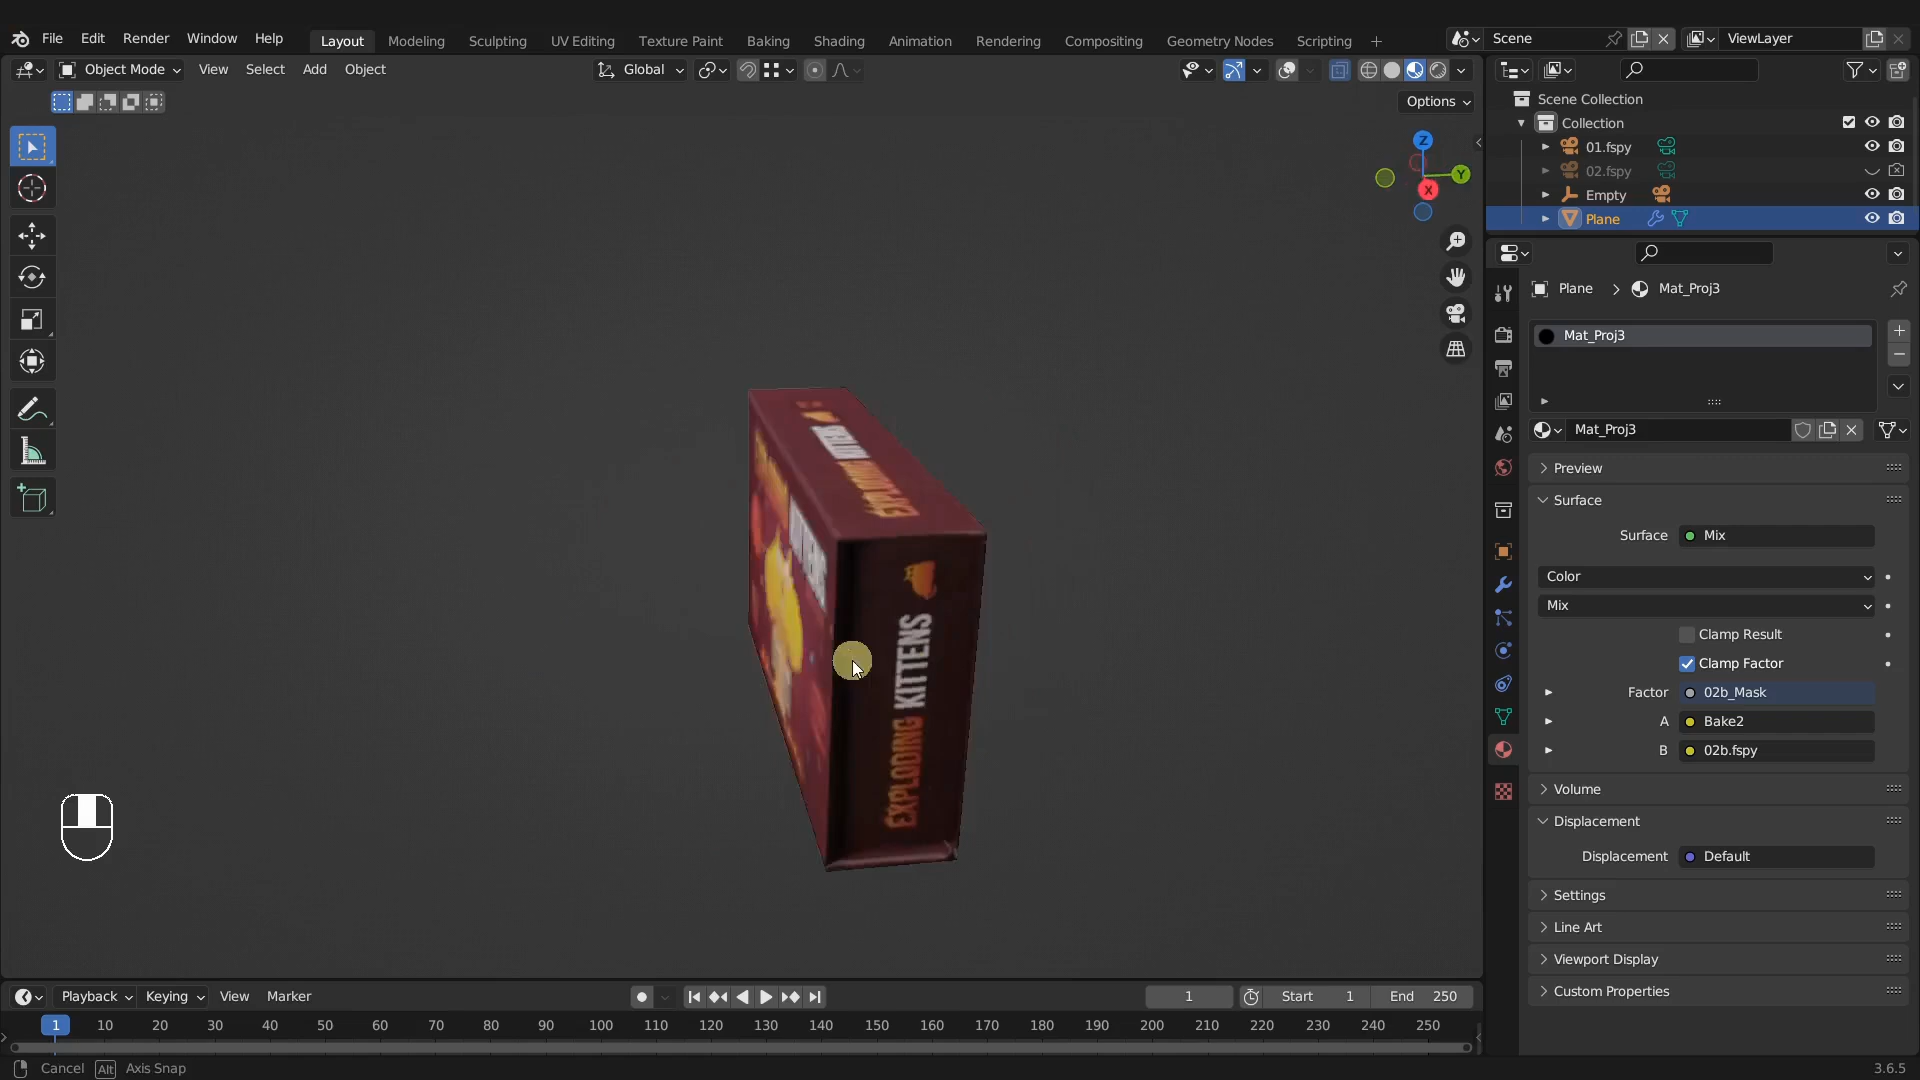 File Edit Render Window Help
Layout Modeling Sculpting UV Editing Texture Paint Baking Shading Animation Rendering Compositing Geometry Nodes Scripting +
Scene
ViewLayer
Object Mode View Select Add Object
Global
Options
Z
Y
X
Scene Collection
Collection
01.fspy
02.fspy
Empty
Plane
Plane > Mat_Proj3
Mat_Proj3
Mat_Proj3
Preview
Surface
Surface Mix
Color
Mix
Clamp Result
Clamp Factor
Factor 02b_Mask
A Bake2
B 02b.fspy
Volume
Displacement
Displacement Default
Settings
Line Art
Viewport Display
Custom Properties
EXPLODING KITTENS
Playback Keying View Marker
1
Start 1
End 250
1 10 20 30 40 50 60 70 80 90 100 110 120 130 140 150 160 170 180 190 200 210 220 230 240 250
Cancel Alt Axis Snap
3.6.5